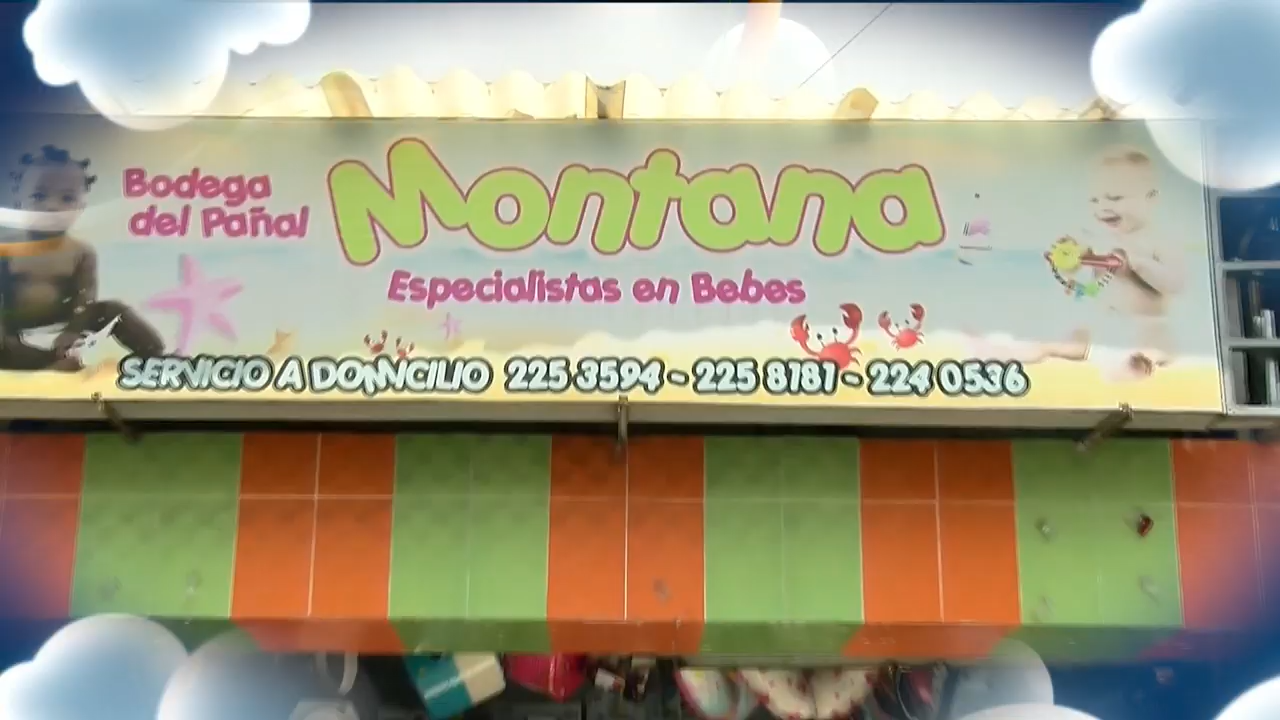 Bodega
del Pañal
Montana
Especialistas en Bebes
SERVICIO A DOMICILIO 225 3594 - 225 8181 - 224 0536